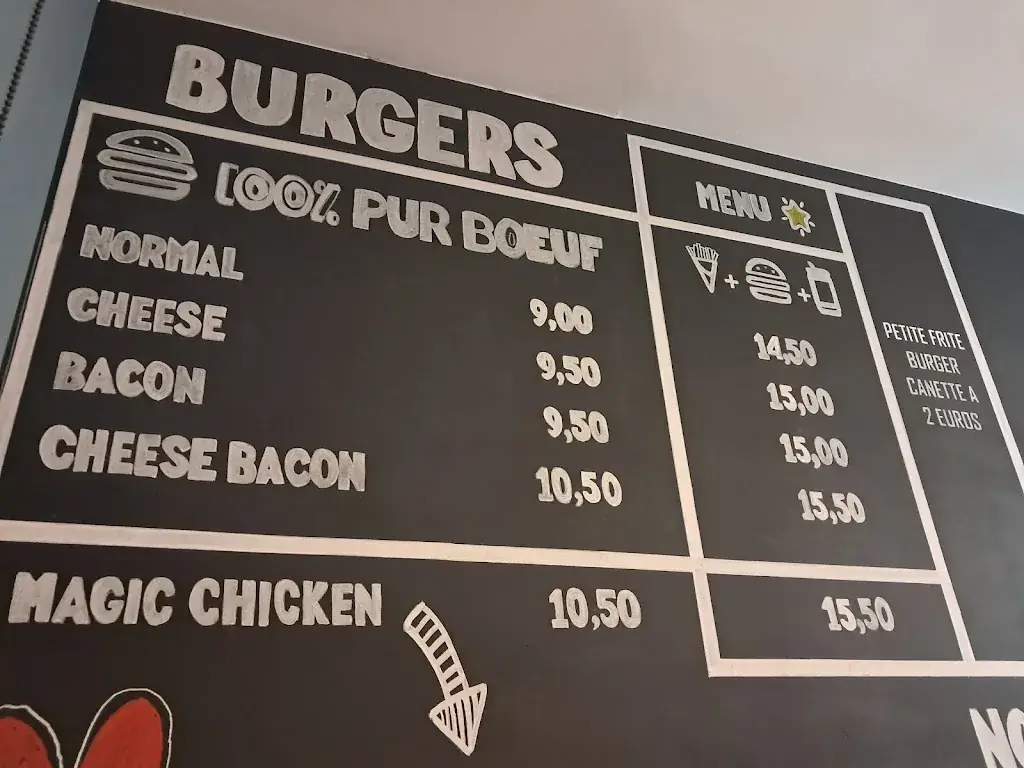 BURGERS
100% PUR BOEUF
NORMAL 9,00 14,50
CHEESE 9,50 15,00
BACON 9,50 15,00
CHEESE BACON 10,50 15,50
MAGIC CHICKEN 10,50 15,50
MENU
+ +
PETITE FRITE
BURGER
CANETTE A
2 EUROS